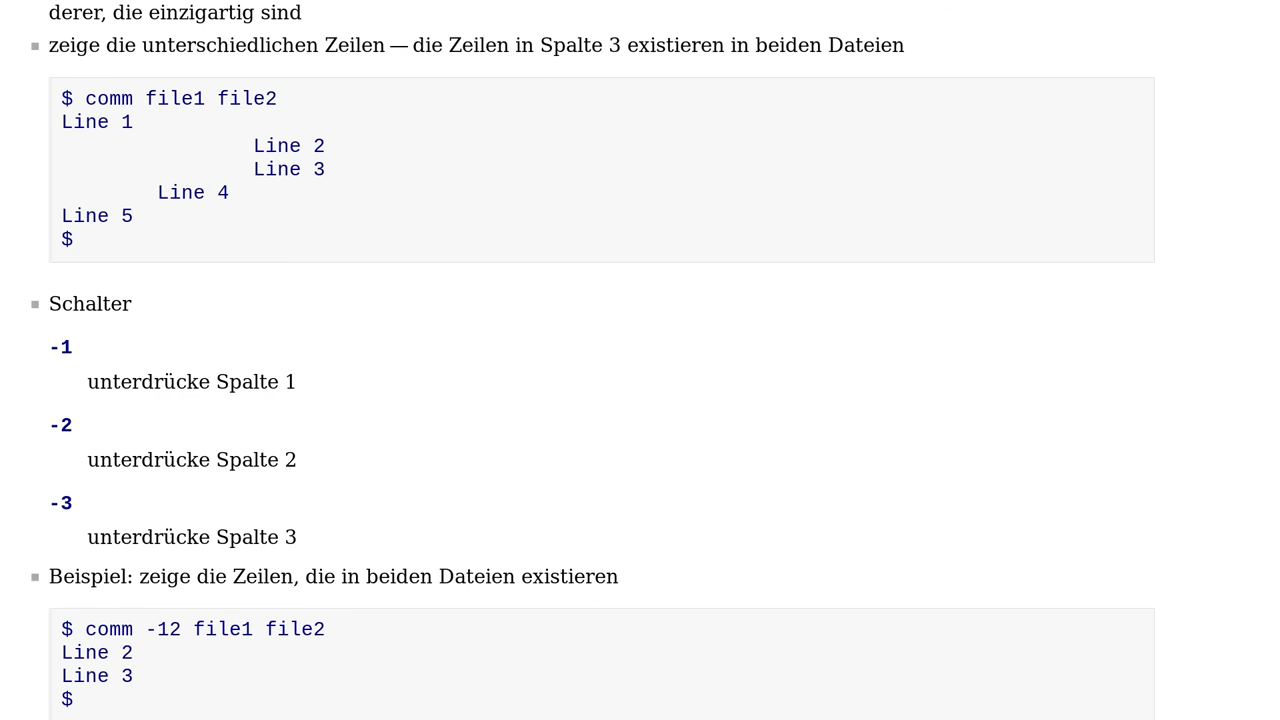 derer, die einzigartig sind
zeige die unterschiedlichen Zeilen — die Zeilen in Spalte 3 existieren in beiden Dateien
$ comm file1 file2
Line 1
                Line 2
                Line 3
        Line 4
Line 5
$
Schalter
-1
unterdrücke Spalte 1
-2
unterdrücke Spalte 2
-3
unterdrücke Spalte 3
Beispiel: zeige die Zeilen, die in beiden Dateien existieren
$ comm -12 file1 file2
Line 2
Line 3
$